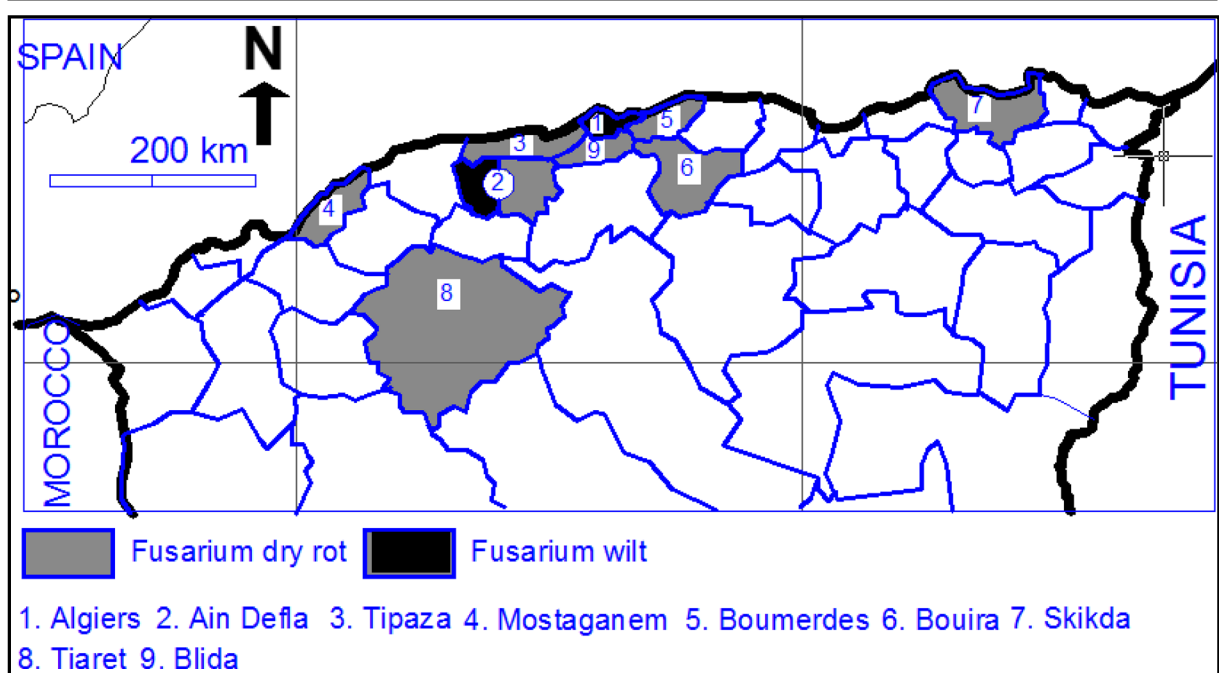 SPAIN
N
200 km
1
5
7
3
9
6
2
4
8
MOROCCO
TUNISIA
Fusarium dry rot
Fusarium wilt
1. Algiers 2. Ain Defla 3. Tipaza 4. Mostaganem 5. Boumerdes 6. Bouira 7. Skikda
8. Tiaret 9. Blida